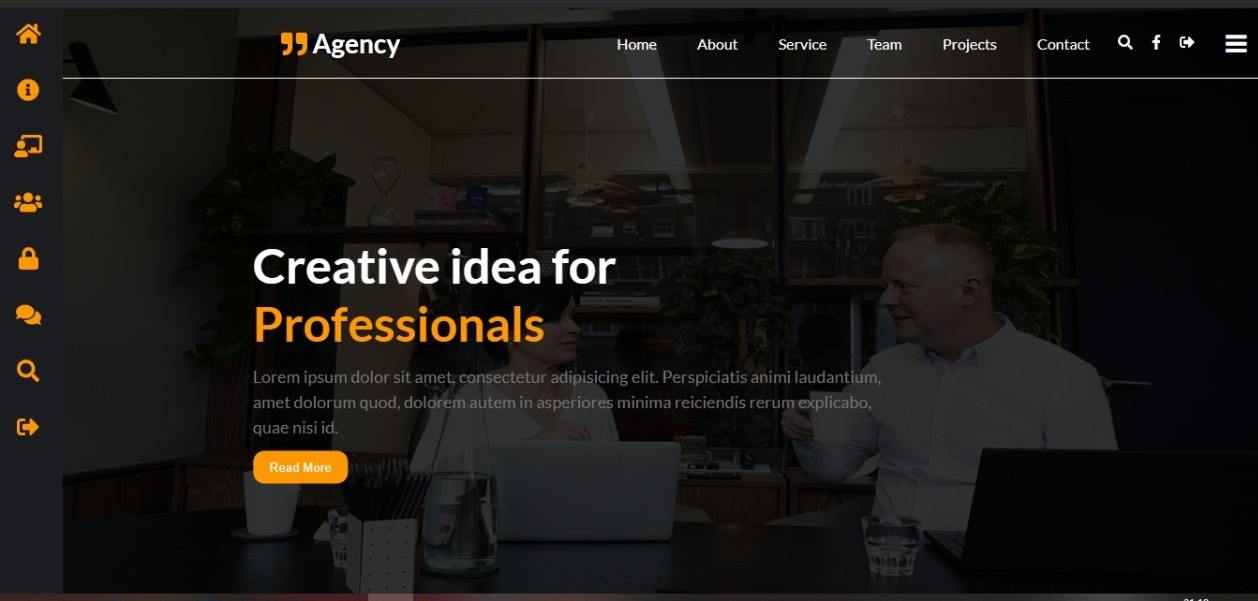 Agency
Home About Service Team Projects Contact
Creative idea for
Professionals
Lorem ipsum dolor sit amet, consectetur adipisicing elit. Perspiciatis animi laudantium,
amet dolorum quod, dolorem autem in asperiores minima reiciendis rerum explicabo,
quae nisi id.
Read More